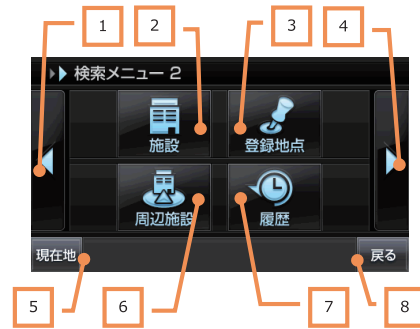 1 2 3 4
検索メニュー 2
施設 登録地点
周辺施設 履歴
現在地 戻る
5 6 7 8